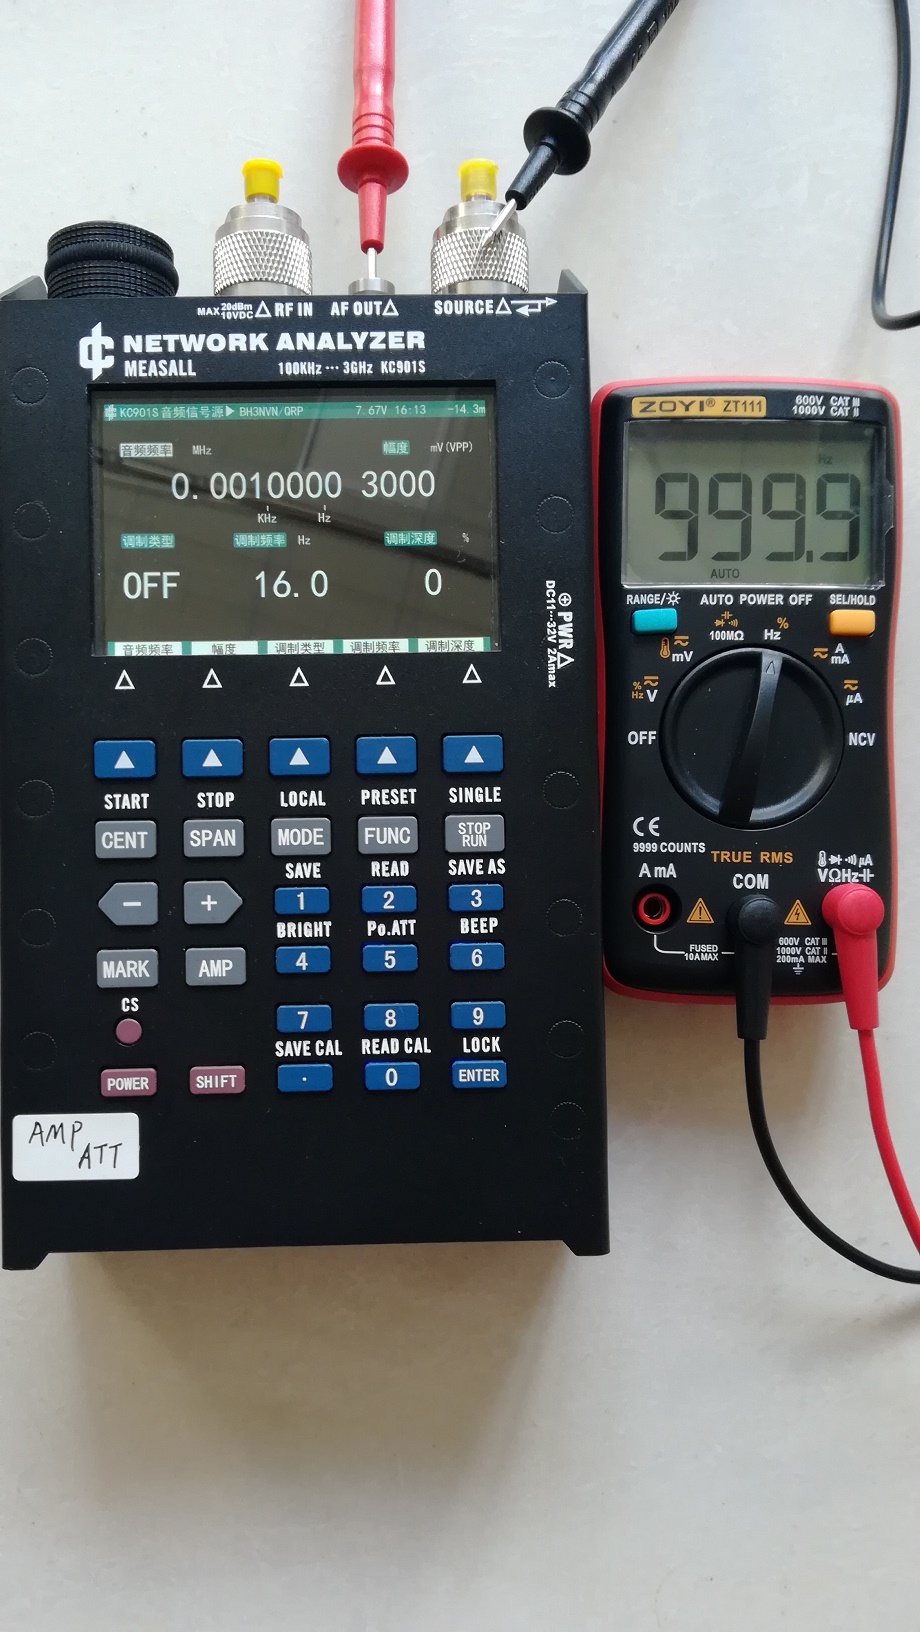 MAX 20dBm 10VDC RF IN AF OUT SOURCE
NETWORK ANALYZER
MEASALL 100KHz ··· 3GHz KC901S
KC901S 音频信号源 BH3NVN/QRP 7.67V 16:13 -14.3m
音频频率 MHz 幅度 mV(VPP)
0.0010000 3000
KHz Hz
调制类型 调制频率 Hz 调制深度 %
OFF 16.0 0
音频频率 幅度 调制类型 调制频率 调制深度
PWR
DC11···32V 2Amax
START STOP LOCAL PRESET SINGLE
CENT SPAN MODE FUNC STOP RUN
SAVE READ SAVE AS
− + 1 2 3
BRIGHT Po.ATT BEEP
MARK AMP 4 5 6
CS
7 8 9
SAVE CAL READ CAL LOCK
POWER SHIFT . 0 ENTER
AMP
ATT
ZOYI® ZT111 600V CAT III
1000V CAT II
Hz
999.9
AUTO
RANGE/ AUTO POWER OFF SEL/HOLD
100MΩ Hz %
mV
A
mA
% Hz V
μA
OFF
NCV
CE
9999 COUNTS TRUE RMS
A mA
COM
μA
VΩHz
FUSED
10A MAX
600V CAT III
1000V CAT II
200mA MAX